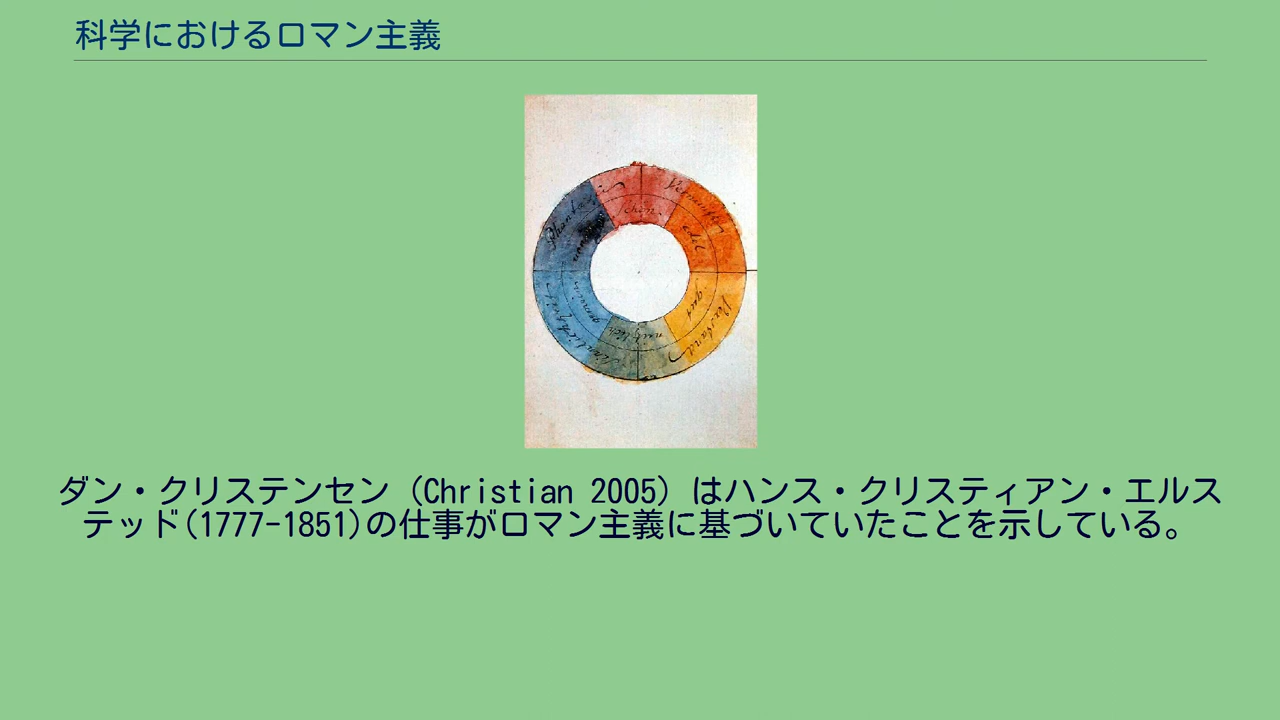 科学におけるロマン主義
schön
edel
gut
ダン・クリステンセン (Christian 2005) はハンス・クリスティアン・エルス
テッド(1777-1851)の仕事がロマン主義に基づいていたことを示している。